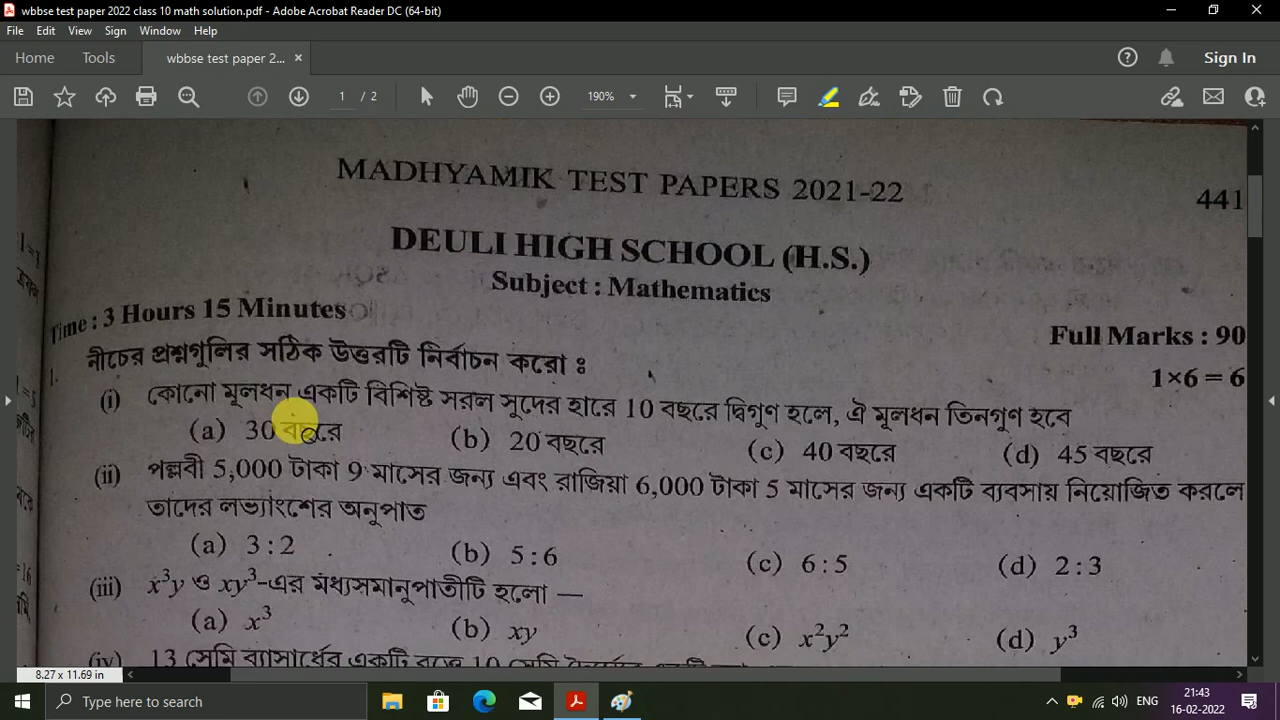 wbbse test paper 2022 class 10 math solution.pdf - Adobe Acrobat Reader DC (64-bit)
File Edit View Sign Window Help
Home Tools wbbse test paper 2... × Sign In
1 / 2 190%
MADHYAMIK TEST PAPERS 2021-22 441
DEULI HIGH SCHOOL (H.S.)
Subject : Mathematics
Time : 3 Hours 15 Minutes
Full Marks : 90
1. নীচের প্রশ্নগুলির সঠিক উত্তরটি নির্বাচন করো ঃ 1×6 = 6
(i) কোনো মূলধন একটি বিশিষ্ট সরল সুদের হারে 10 বছরে দ্বিগুণ হলে, ঐ মূলধন তিনগুণ হবে
(a) 30 বছরে (b) 20 বছরে (c) 40 বছরে (d) 45 বছরে
(ii) পল্লবী 5,000 টাকা 9 মাসের জন্য এবং রাজিয়া 6,000 টাকা 5 মাসের জন্য একটি ব্যবসায় নিয়োজিত করলে
তাদের লভ্যাংশের অনুপাত
(a) 3 : 2 (b) 5 : 6 (c) 6 : 5 (d) 2 : 3
(iii) x³y ও xy³-এর মধ্যসমানুপাতীটি হলো —
(a) x³ (b) xy (c) x²y² (d) y³
(iv) 13 সেমি ব্যাসার্ধের একটি বৃত্তে 10 সেমি দৈর্ঘ্যের একটি
8.27 x 11.69 in
Type here to search
ENG
21:43
16-02-2022